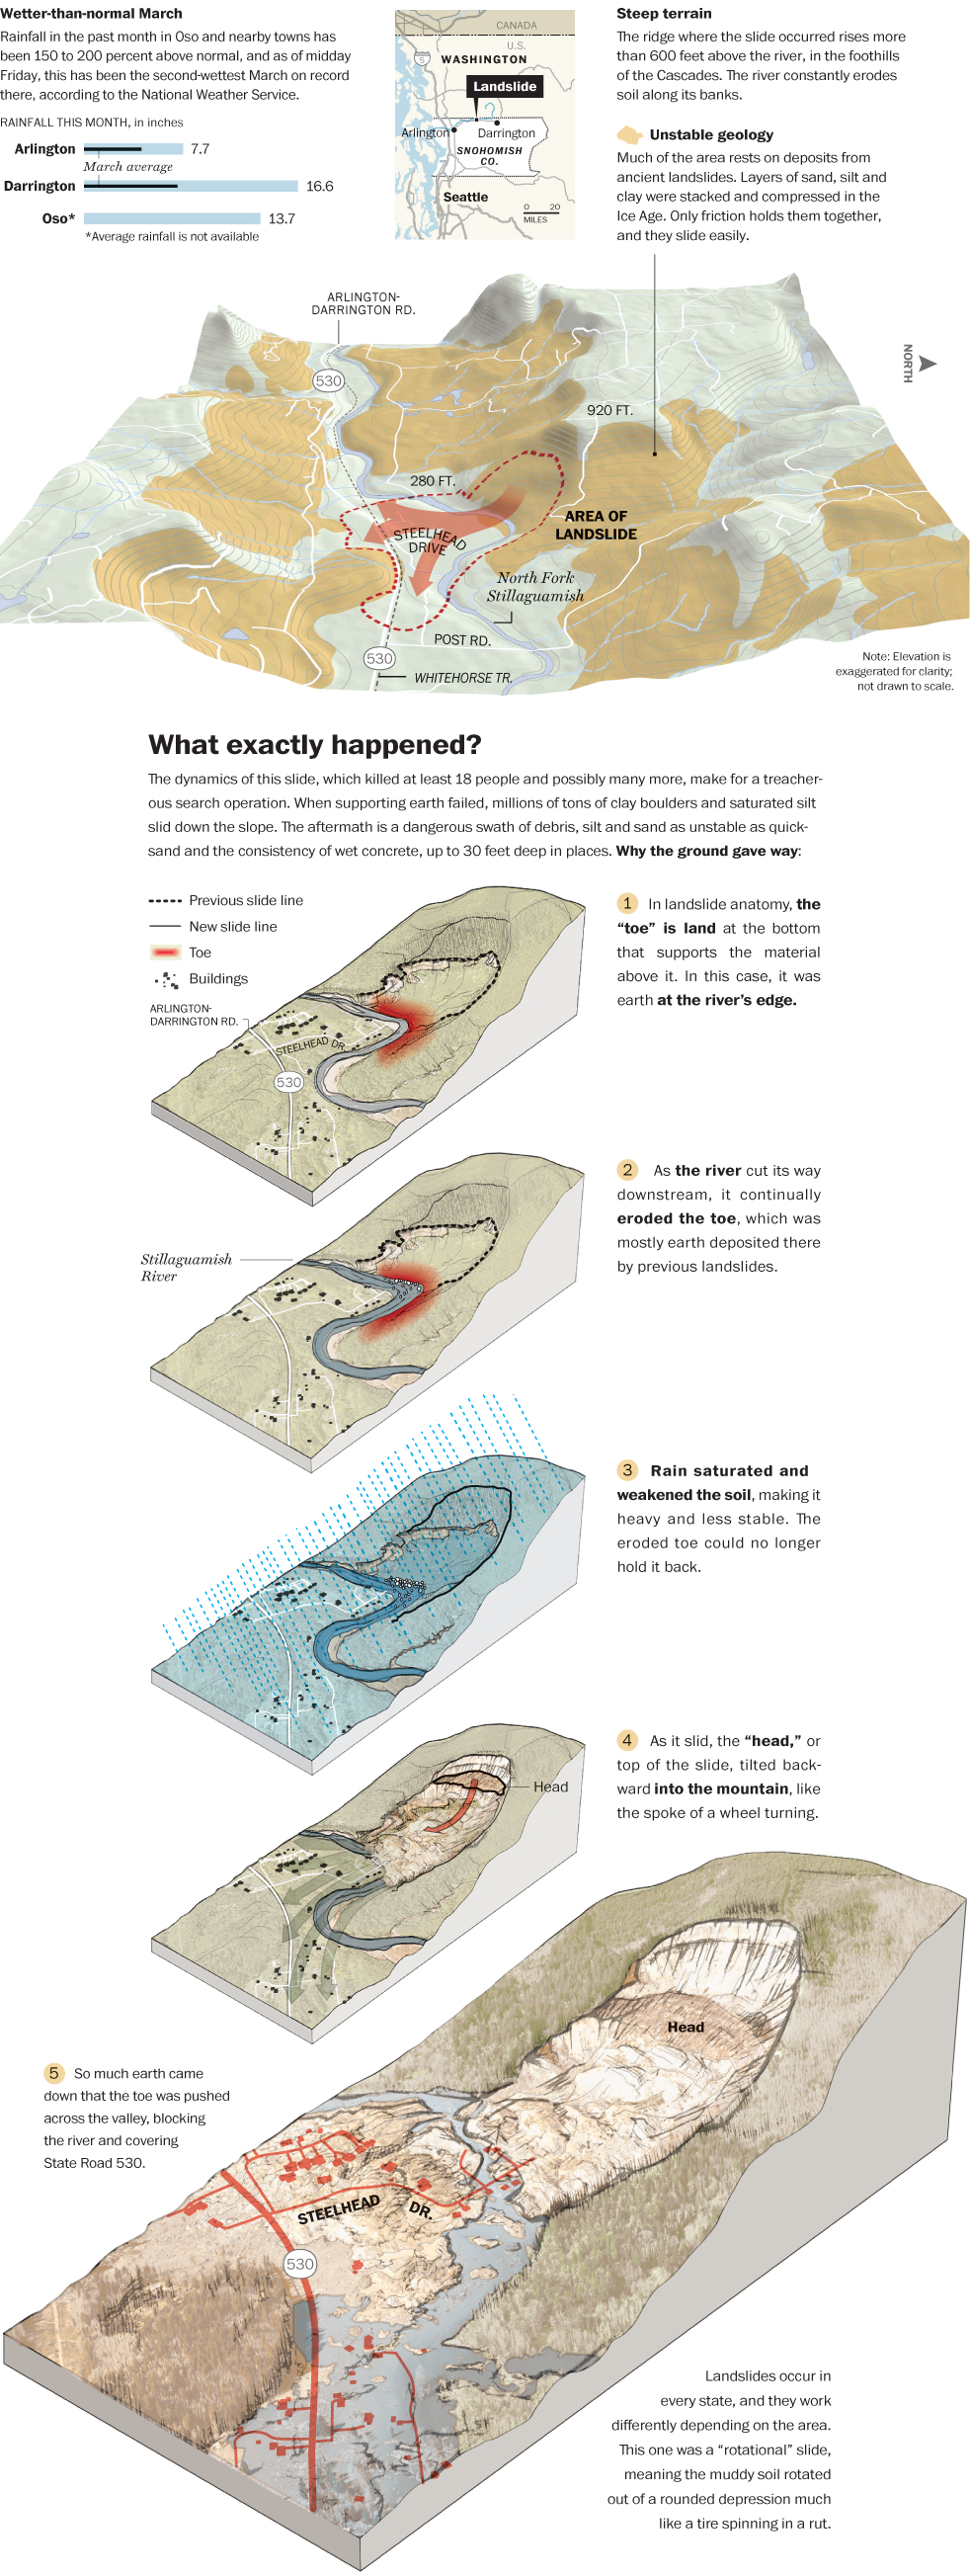 Wetter-than-normal March
Rainfall in the past month in Oso and nearby towns has
been 150 to 200 percent above normal, and as of midday
Friday, this has been the second-wettest March on record
there, according to the National Weather Service.
RAINFALL THIS MONTH, in inches
Arlington 7.7
March average
Darrington 16.6
Oso* 13.7
*Average rainfall is not available
CANADA
U.S.
5
WASHINGTON
Landslide
Arlington
Darrington
SNOHOMISH
CO.
Seattle
0 20
MILES
Steep terrain
The ridge where the slide occurred rises more
than 600 feet above the river, in the foothills
of the Cascades. The river constantly erodes
soil along its banks.
Unstable geology
Much of the area rests on deposits from
ancient landslides. Layers of sand, silt and
clay were stacked and compressed in the
Ice Age. Only friction holds them together,
and they slide easily.
ARLINGTON-
DARRINGTON RD.
NORTH
530
920 FT.
280 FT.
AREA OF
LANDSLIDE
STEELHEAD
DRIVE
North Fork
Stillaguamish
POST RD.
530
WHITEHORSE TR.
Note: Elevation is
exaggerated for clarity;
not drawn to scale.
What exactly happened?
The dynamics of this slide, which killed at least 18 people and possibly many more, make for a treacher-
ous search operation. When supporting earth failed, millions of tons of clay boulders and saturated silt
slid down the slope. The aftermath is a dangerous swath of debris, silt and sand as unstable as quick-
sand and the consistency of wet concrete, up to 30 feet deep in places. Why the ground gave way:
Previous slide line
New slide line
Toe
Buildings
ARLINGTON-
DARRINGTON RD.
STEELHEAD DR.
530
1 In landslide anatomy, the
“toe” is land at the bottom
that supports the material
above it. In this case, it was
earth at the river’s edge.
Stillaguamish
River
2 As the river cut its way
downstream, it continually
eroded the toe, which was
mostly earth deposited there
by previous landslides.
3 Rain saturated and
weakened the soil, making it
heavy and less stable. The
eroded toe could no longer
hold it back.
4 As it slid, the “head,” or
top of the slide, tilted back-
ward into the mountain, like
the spoke of a wheel turning.
Head
Head
5 So much earth came
down that the toe was pushed
across the valley, blocking
the river and covering
State Road 530.
STEELHEAD DR.
530
Landslides occur in
every state, and they work
differently depending on the area.
This one was a “rotational” slide,
meaning the muddy soil rotated
out of a rounded depression much
like a tire spinning in a rut.